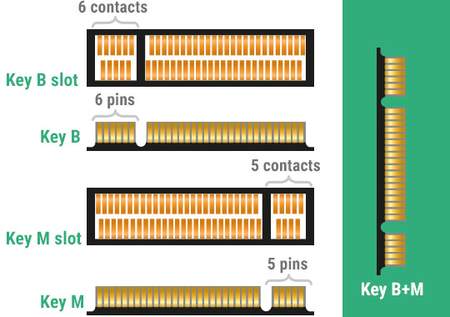 6 contacts
Key B slot
6 pins
Key B
5 contacts
Key M slot
5 pins
Key M
Key B+M